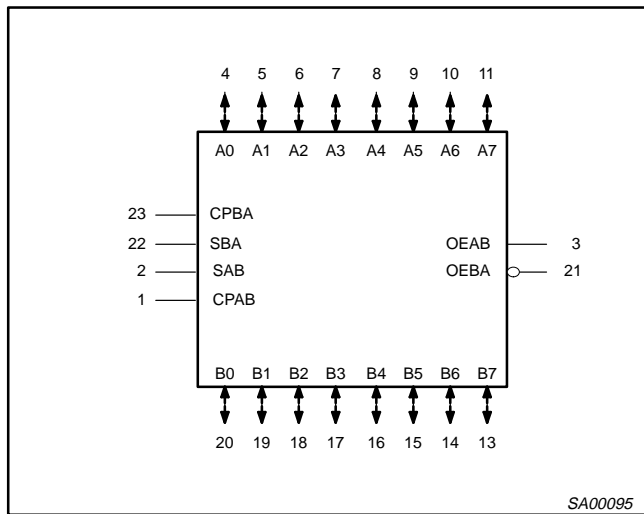 4 5 6 7 8 9 10 11
A0 A1 A2 A3 A4 A5 A6 A7
23 CPBA
22 SBA OEAB 3
2 SAB OEBA 21
1 CPAB
B0 B1 B2 B3 B4 B5 B6 B7
20 19 18 17 16 15 14 13
SA00095